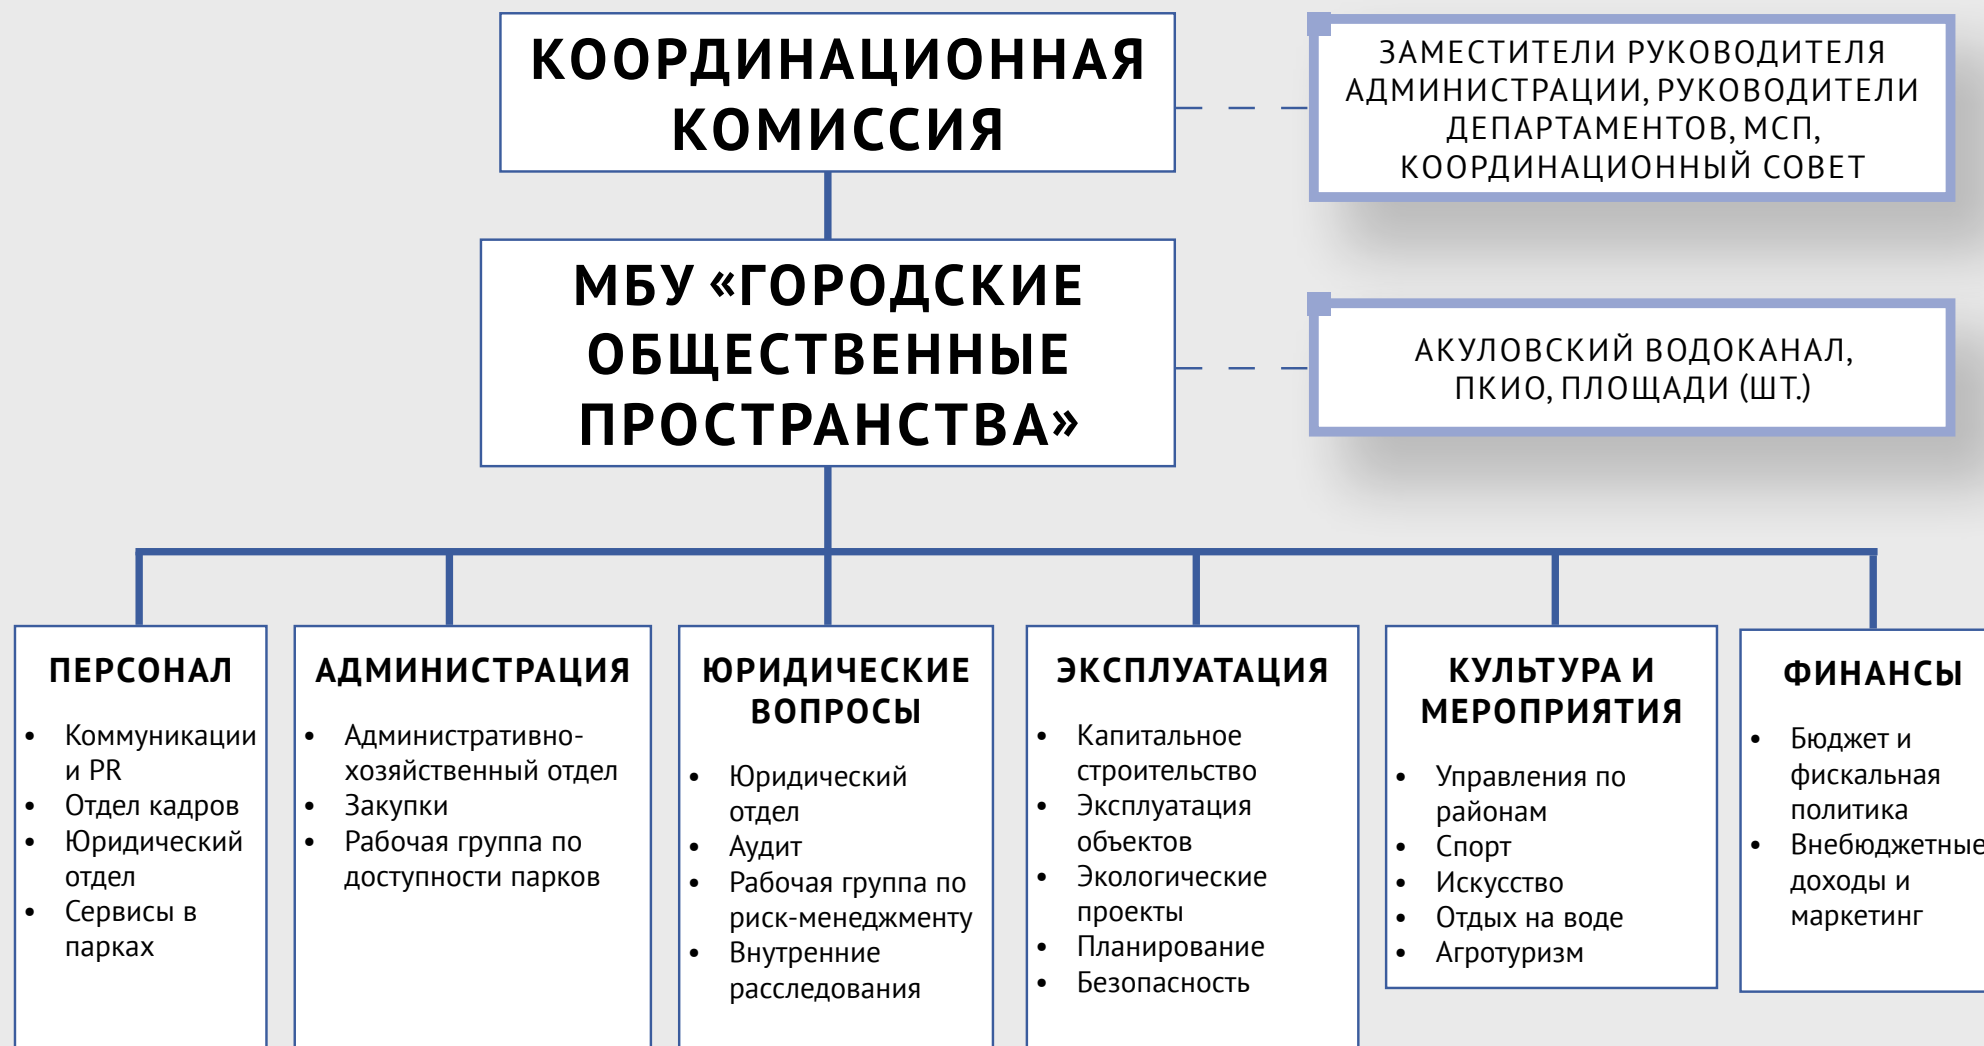 КООРДИНАЦИОННАЯ
КОМИССИЯ
ЗАМЕСТИТЕЛИ РУКОВОДИТЕЛЯ
АДМИНИСТРАЦИИ, РУКОВОДИТЕЛИ
ДЕПАРТАМЕНТОВ, МСП,
КООРДИНАЦИОННЫЙ СОВЕТ
МБУ «ГОРОДСКИЕ
ОБЩЕСТВЕННЫЕ
ПРОСТРАНСТВА»
АКУЛОВСКИЙ ВОДОКАНАЛ,
ПКИО, ПЛОЩАДИ (ШТ.)
ПЕРСОНАЛ
• Коммуникации
и PR
• Отдел кадров
• Юридический
отдел
• Сервисы в
парках
АДМИНИСТРАЦИЯ
• Административно-
хозяйственный отдел
• Закупки
• Рабочая группа по
доступности парков
ЮРИДИЧЕСКИЕ
ВОПРОСЫ
• Юридический
отдел
• Аудит
• Рабочая группа по
риск-менеджменту
• Внутренние
расследования
ЭКСПЛУАТАЦИЯ
• Капитальное
строительство
• Эксплуатация
объектов
• Экологические
проекты
• Планирование
• Безопасность
КУЛЬТУРА И
МЕРОПРИЯТИЯ
• Управления по
районам
• Спорт
• Искусство
• Отдых на воде
• Агротуризм
ФИНАНСЫ
• Бюджет и
фискальная
политика
• Внебюджетные
доходы и
маркетинг